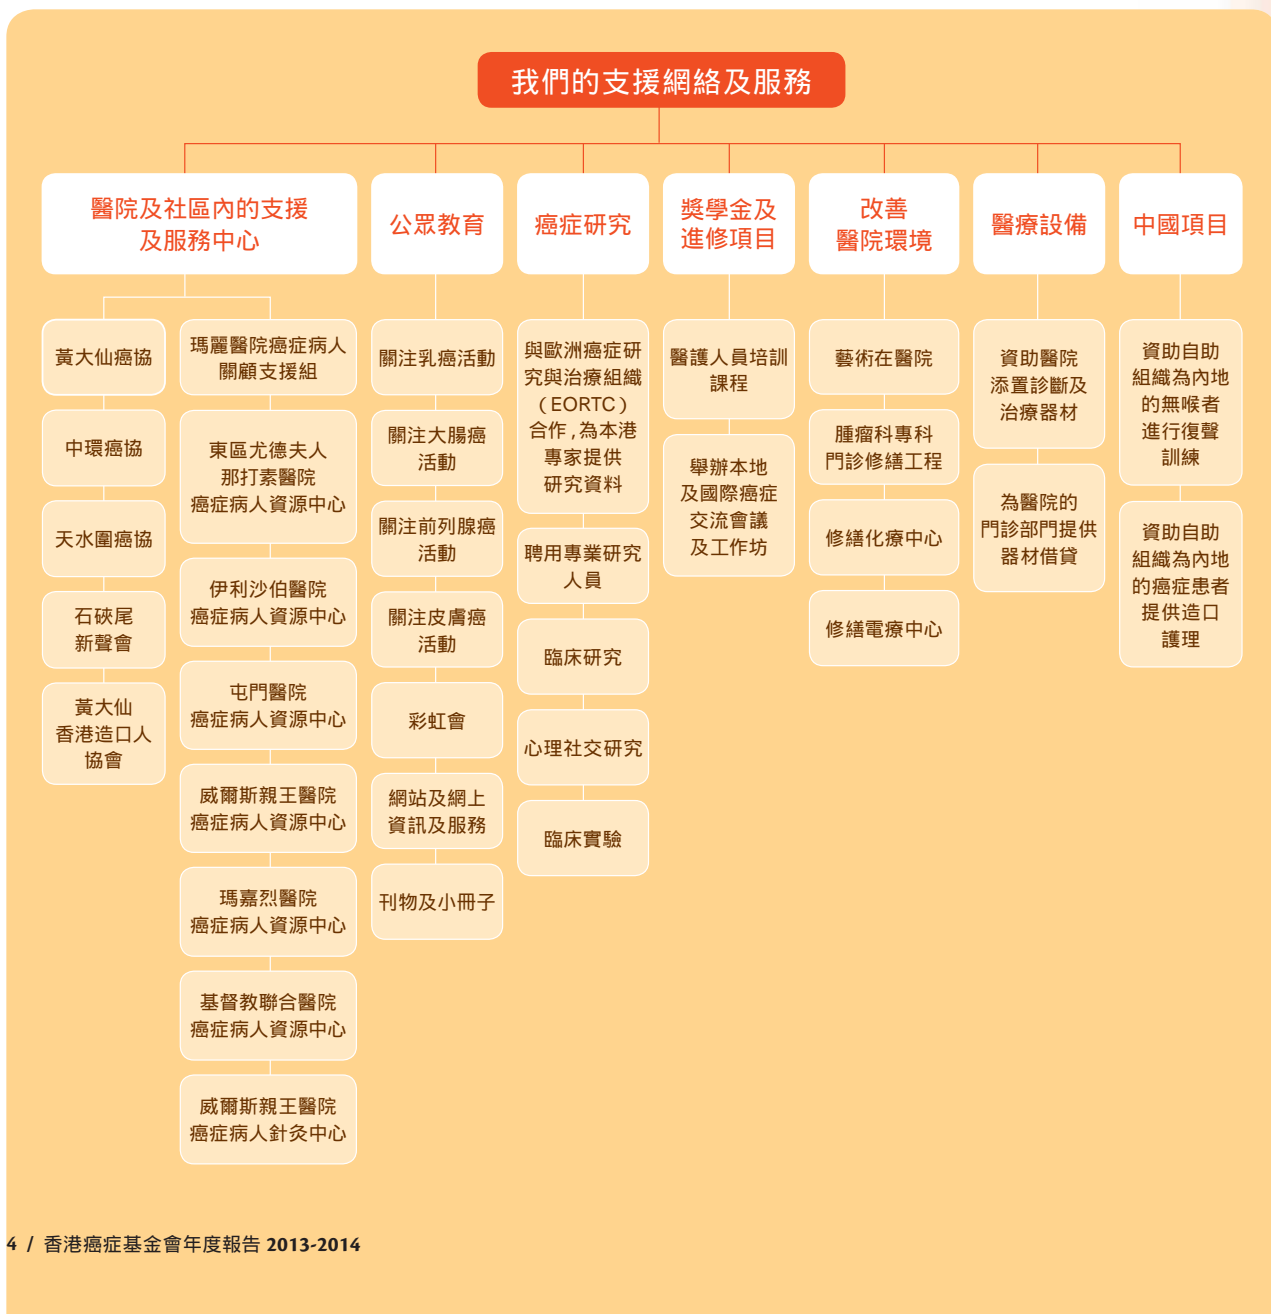 我們的支援網絡及服務
醫院及社區內的支援
及服務中心
黃大仙癌協
中環癌協
天水圍癌協
石硤尾
新聲會
黃大仙
香港造口人
協會
瑪麗醫院癌症病人
關顧支援組
東區尤德夫人
那打素醫院
癌症病人資源中心
伊利沙伯醫院
癌症病人資源中心
屯門醫院
癌症病人資源中心
威爾斯親王醫院
癌症病人資源中心
瑪嘉烈醫院
癌症病人資源中心
基督教聯合醫院
癌症病人資源中心
威爾斯親王醫院
癌症病人針灸中心
公眾教育
關注乳癌活動
關注大腸癌
活動
關注前列腺癌
活動
關注皮膚癌
活動
彩虹會
網站及網上
資訊及服務
刊物及小冊子
癌症研究
與歐洲癌症研
究與治療組織
（EORTC）
合作，為本港
專家提供
研究資料
聘用專業研究
人員
臨床研究
心理社交研究
臨床實驗
獎學金及
進修項目
醫護人員培訓
課程
舉辦本地
及國際癌症
交流會議
及工作坊
改善
醫院環境
藝術在醫院
腫瘤科專科
門診修繕工程
修繕化療中心
修繕電療中心
醫療設備
資助醫院
添置診斷及
治療器材
為醫院的
門診部門提供
器材借貸
中國項目
資助自助
組織為內地
的無喉者
進行復聲
訓練
資助自助
組織為內地
的癌症患者
提供造口
護理
4 / 香港癌症基金會年度報告 2013-2014